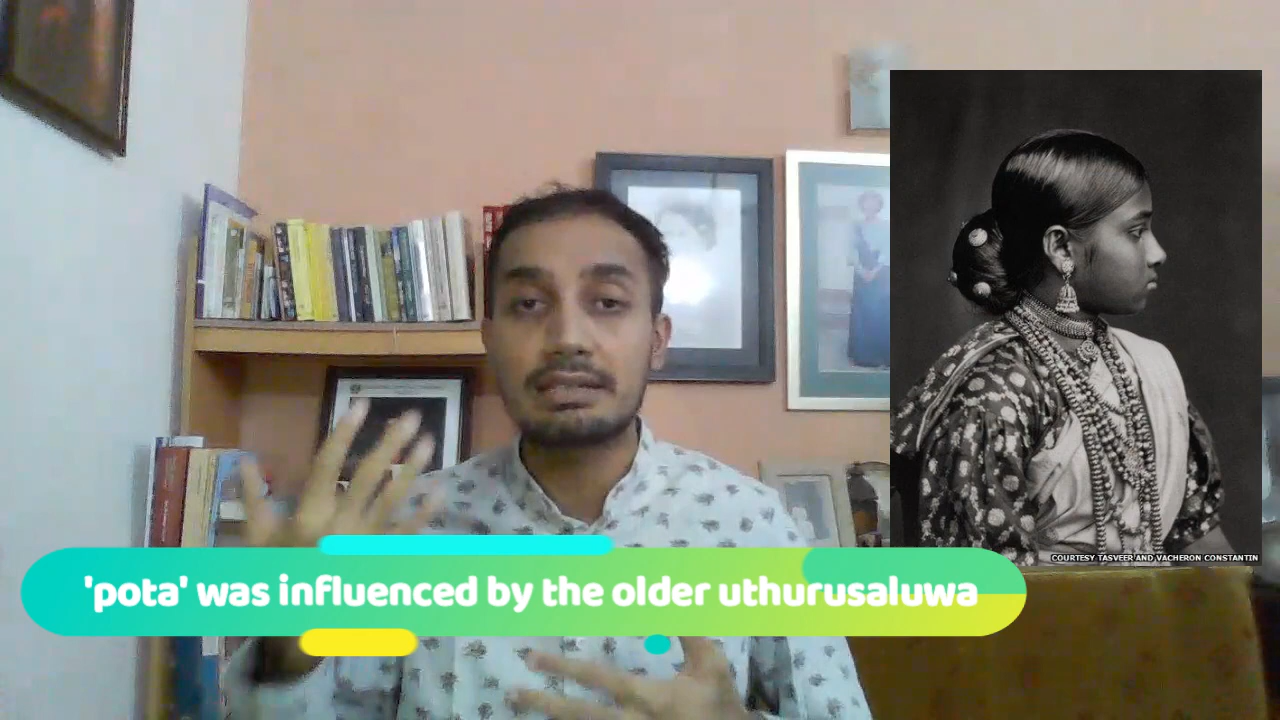 COURTESY TASVEER AND VACHERON CONSTANTIN
'pota' was influenced by the older uthurusaluwa